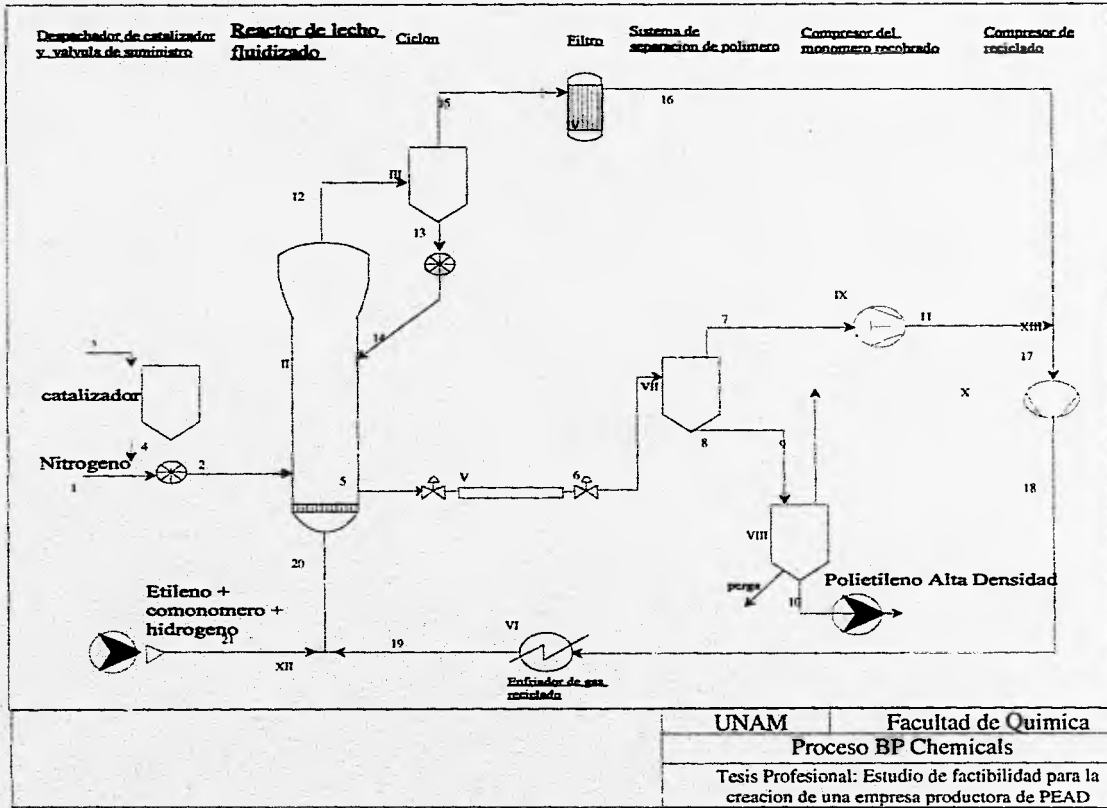 Despachador de catalizador
y valvula de suministro
Reactor de lecho
fluidizado
Ciclon
Filtro
Sistema de
separacion de polimero
Compresor del
monomero recobrado
Compresor de
reciclado
15
16
V
12
III
13
14
II
IX
7
11
XIII
17
X
3
catalizador
4
Nitrogeno
2
1
5
V
6
VII
8
9
18
VIII
purga
10
Polietileno Alta Densidad
20
Etileno +
comonomero +
hidrogeno
21
XII
19
VI
Enfriador de gas
reciclado
UNAM
Facultad de Quimica
Proceso BP Chemicals
Tesis Profesional: Estudio de factibilidad para la
creacion de una empresa productora de PEAD